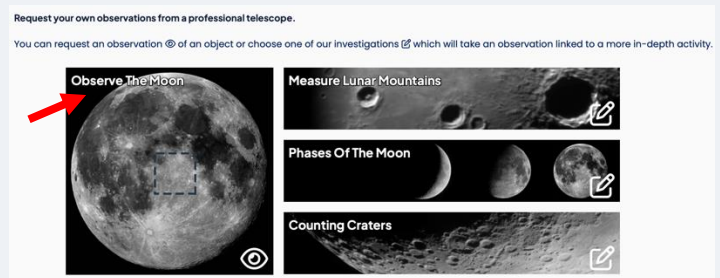 Request your own observations from a professional telescope.
You can request an observation of an object or choose one of our investigations which will take an observation linked to a more in-depth activity.
Observe The Moon
Measure Lunar Mountains
Phases Of The Moon
Counting Craters